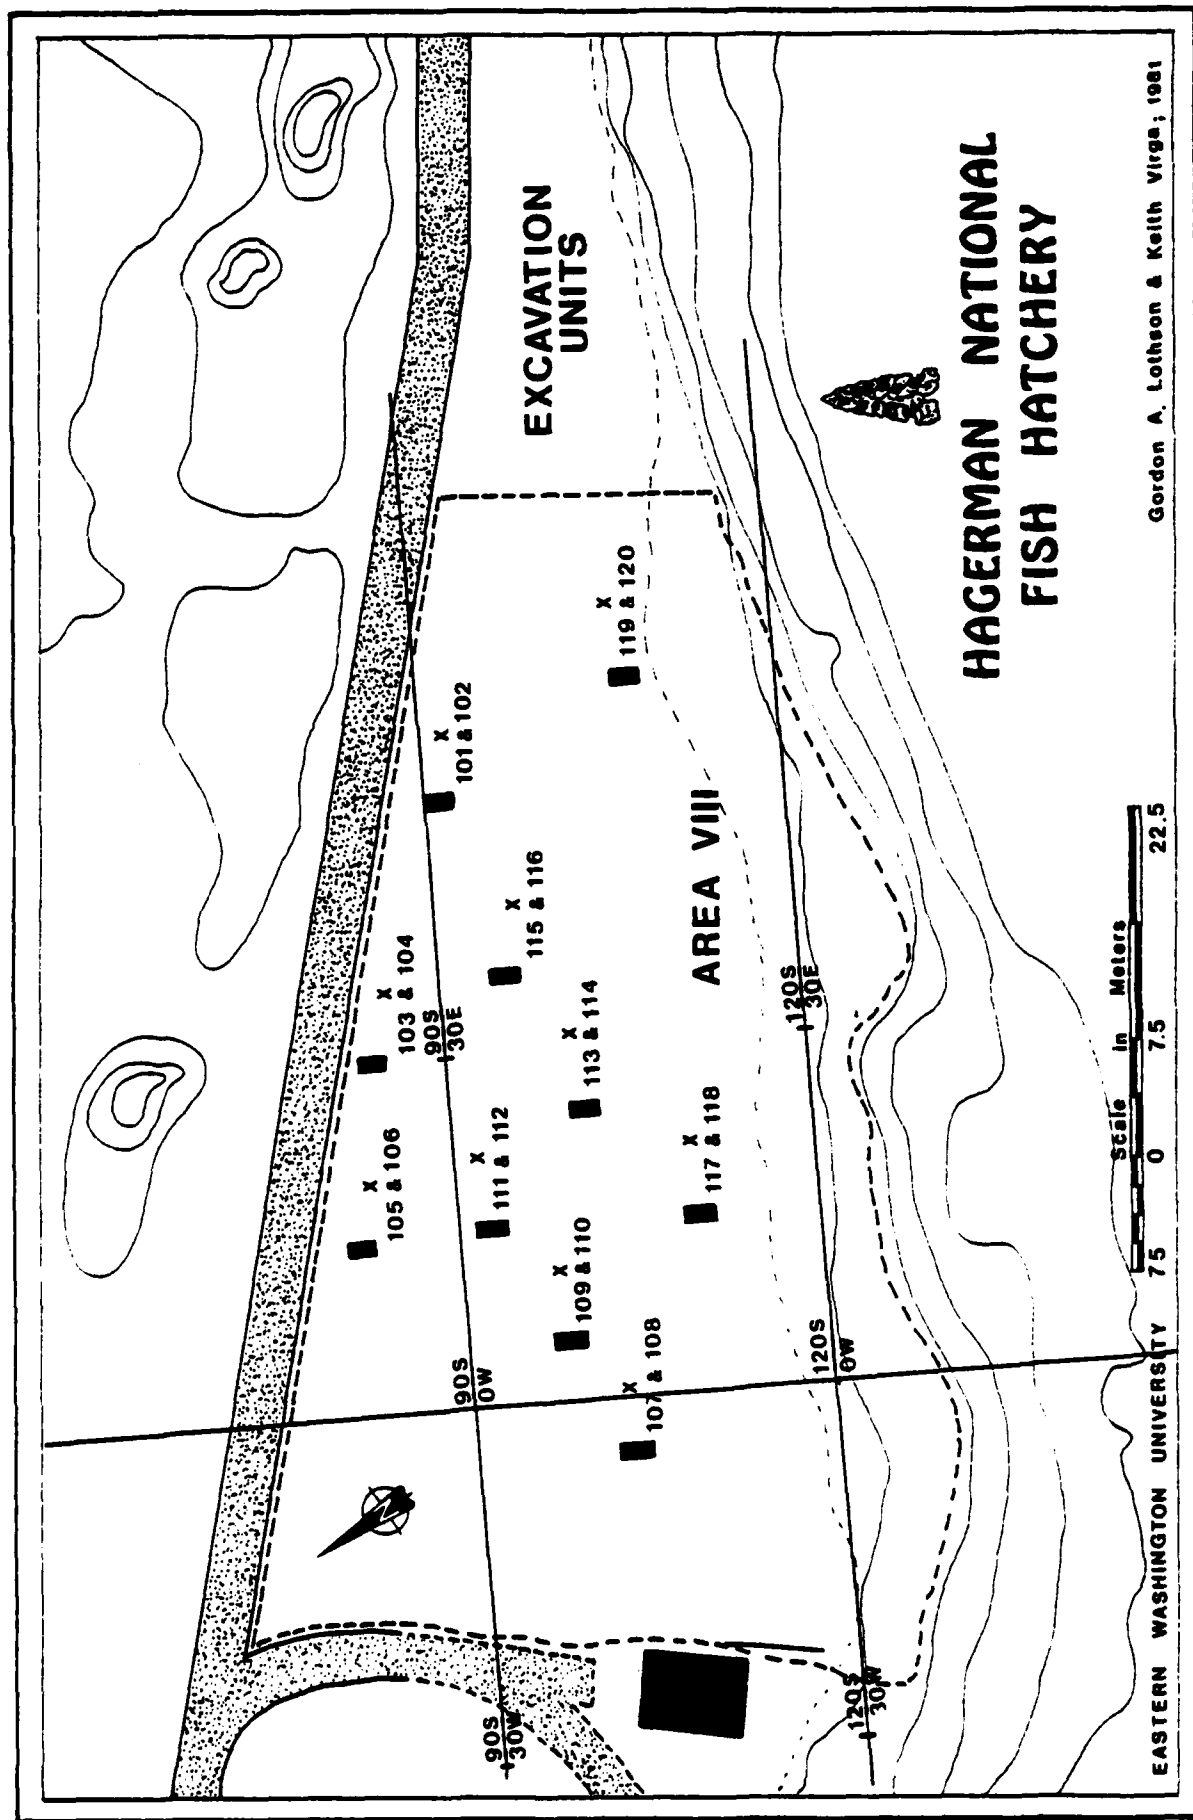 EXCAVATION
UNITS
HAGERMAN NATIONAL
FISH HATCHERY
AREA VIII
X
101 & 102
X
103 & 104
X
105 & 106
X
107 & 108
X
109 & 110
X
111 & 112
X
113 & 114
X
115 & 116
X
117 & 118
X
119 & 120
90S
30W
90S
0W
90S
30E
120S
30W
120S
0W
120S
30E
N
Scale in Meters
75 0 7.5 22.5
EASTERN WASHINGTON UNIVERSITY
Gordon A. Lothson & Keith Virga; 1981